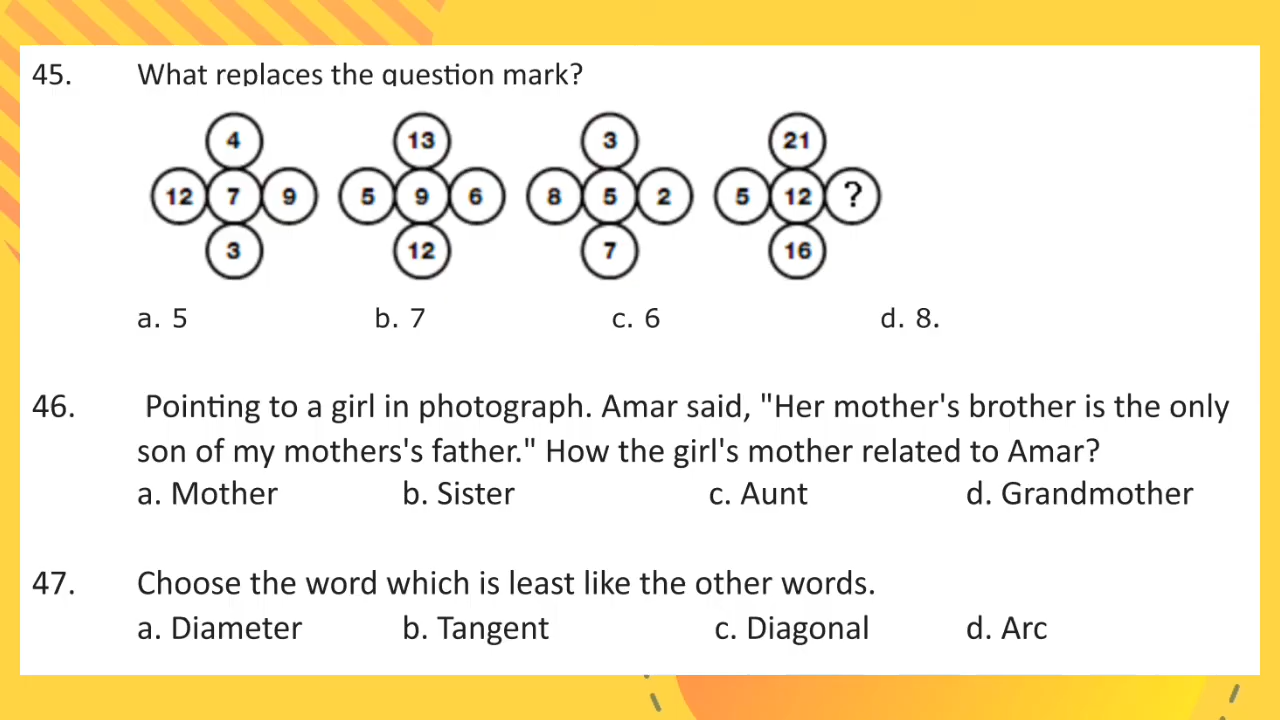 45. What replaces the question mark?
4 13 3 21
12 7 9 5 9 6 8 5 2 5 12 ?
3 12 7 16
a. 5 b. 7 c. 6 d. 8.
46. Pointing to a girl in photograph. Amar said, "Her mother's brother is the only
son of my mothers's father." How the girl's mother related to Amar?
a. Mother b. Sister c. Aunt d. Grandmother
47. Choose the word which is least like the other words.
a. Diameter b. Tangent c. Diagonal d. Arc